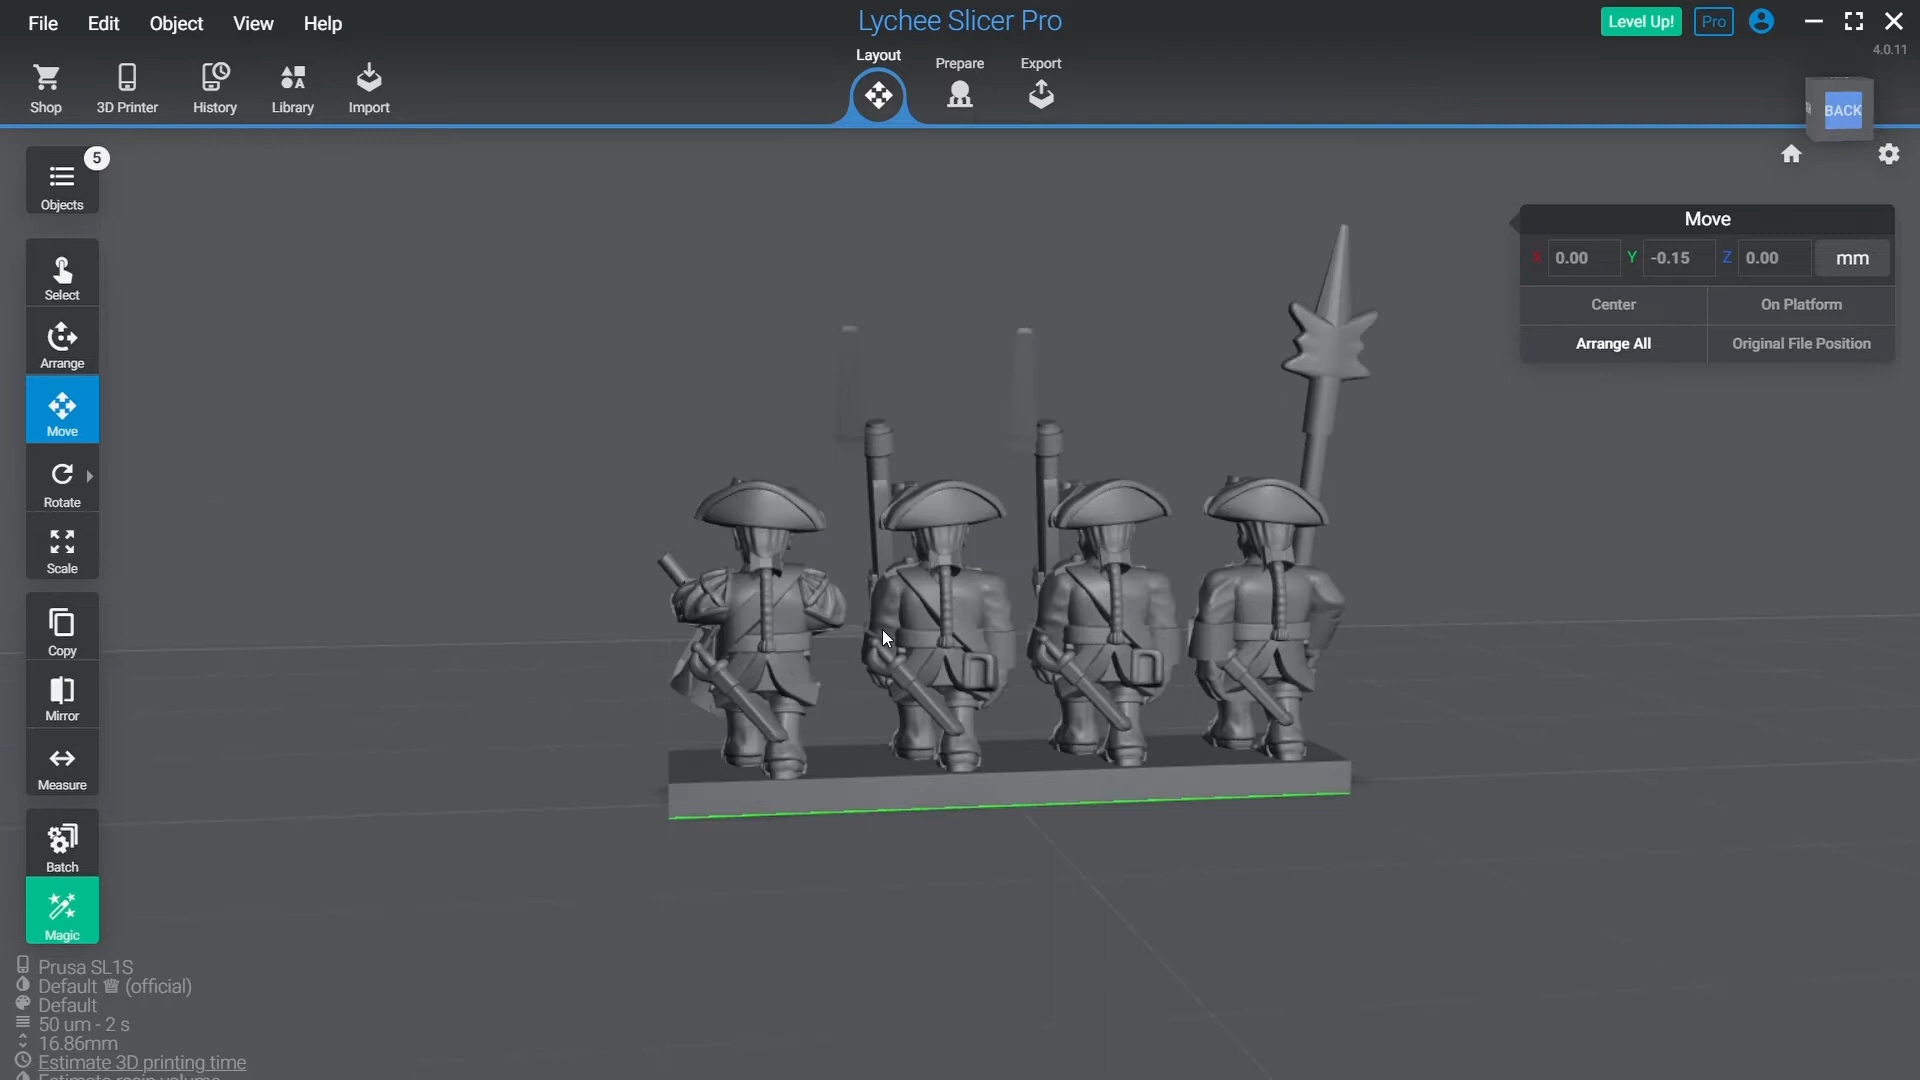 File Edit Object View Help
Lychee Slicer Pro
Level Up! Pro
4.0.11
Shop 3D Printer History Library Import
Layout Prepare Export
BACK
5
Objects
Select
Arrange
Move
Rotate
Scale
Copy
Mirror
Measure
Batch
Magic
Move
X 0.00 Y -0.15 Z 0.00 mm
Center On Platform
Arrange All Original File Position
Prusa SL1S
Default (official)
Default
50 um - 2 s
16.86mm
Estimate 3D printing time
Estimate resin volume